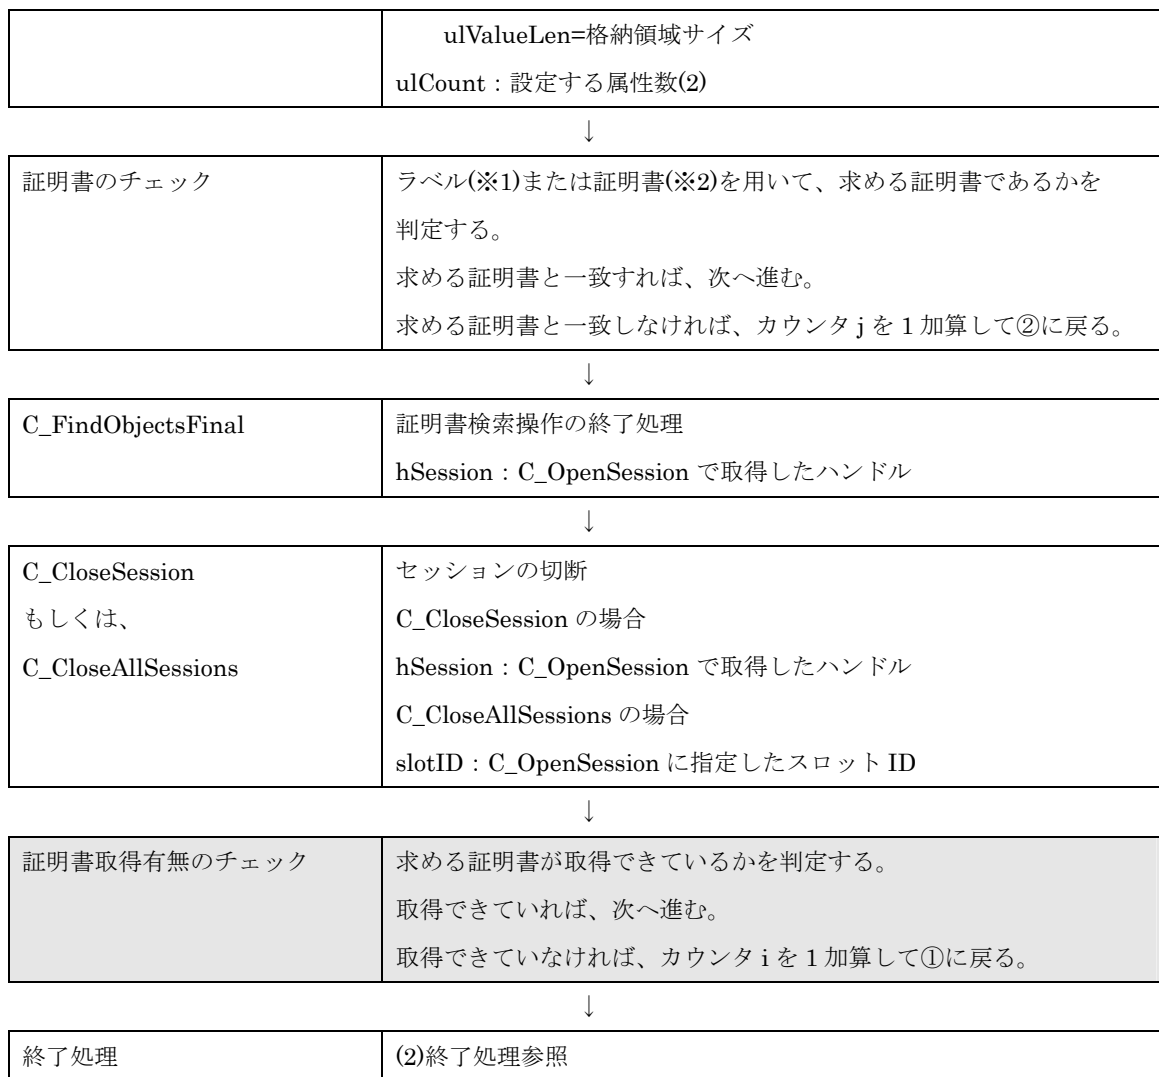 ulValueLen=格納領域サイズ
ulCount：設定する属性数(2)
↓
証明書のチェック
ラベル(※1)または証明書(※2)を用いて、求める証明書であるかを
判定する。
求める証明書と一致すれば、次へ進む。
求める証明書と一致しなければ、カウンタ j を 1 加算して②に戻る。
↓
C_FindObjectsFinal
証明書検索操作の終了処理
hSession：C_OpenSession で取得したハンドル
↓
C_CloseSession
もしくは、
C_CloseAllSessions
セッションの切断
C_CloseSession の場合
hSession：C_OpenSession で取得したハンドル
C_CloseAllSessions の場合
slotID：C_OpenSession に指定したスロット ID
↓
証明書取得有無のチェック
求める証明書が取得できているかを判定する。
取得できていれば、次へ進む。
取得できていなければ、カウンタ i を 1 加算して①に戻る。
↓
終了処理
(2)終了処理参照